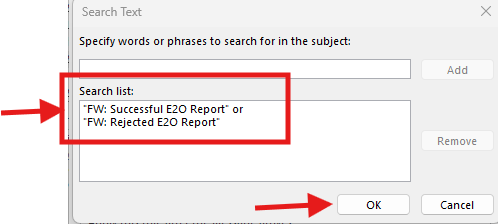 Search Text
Specify words or phrases to search for in the subject:
Add
Search list:
"FW: Successful E2O Report" or
"FW: Rejected E2O Report"
Remove
OK
Cancel